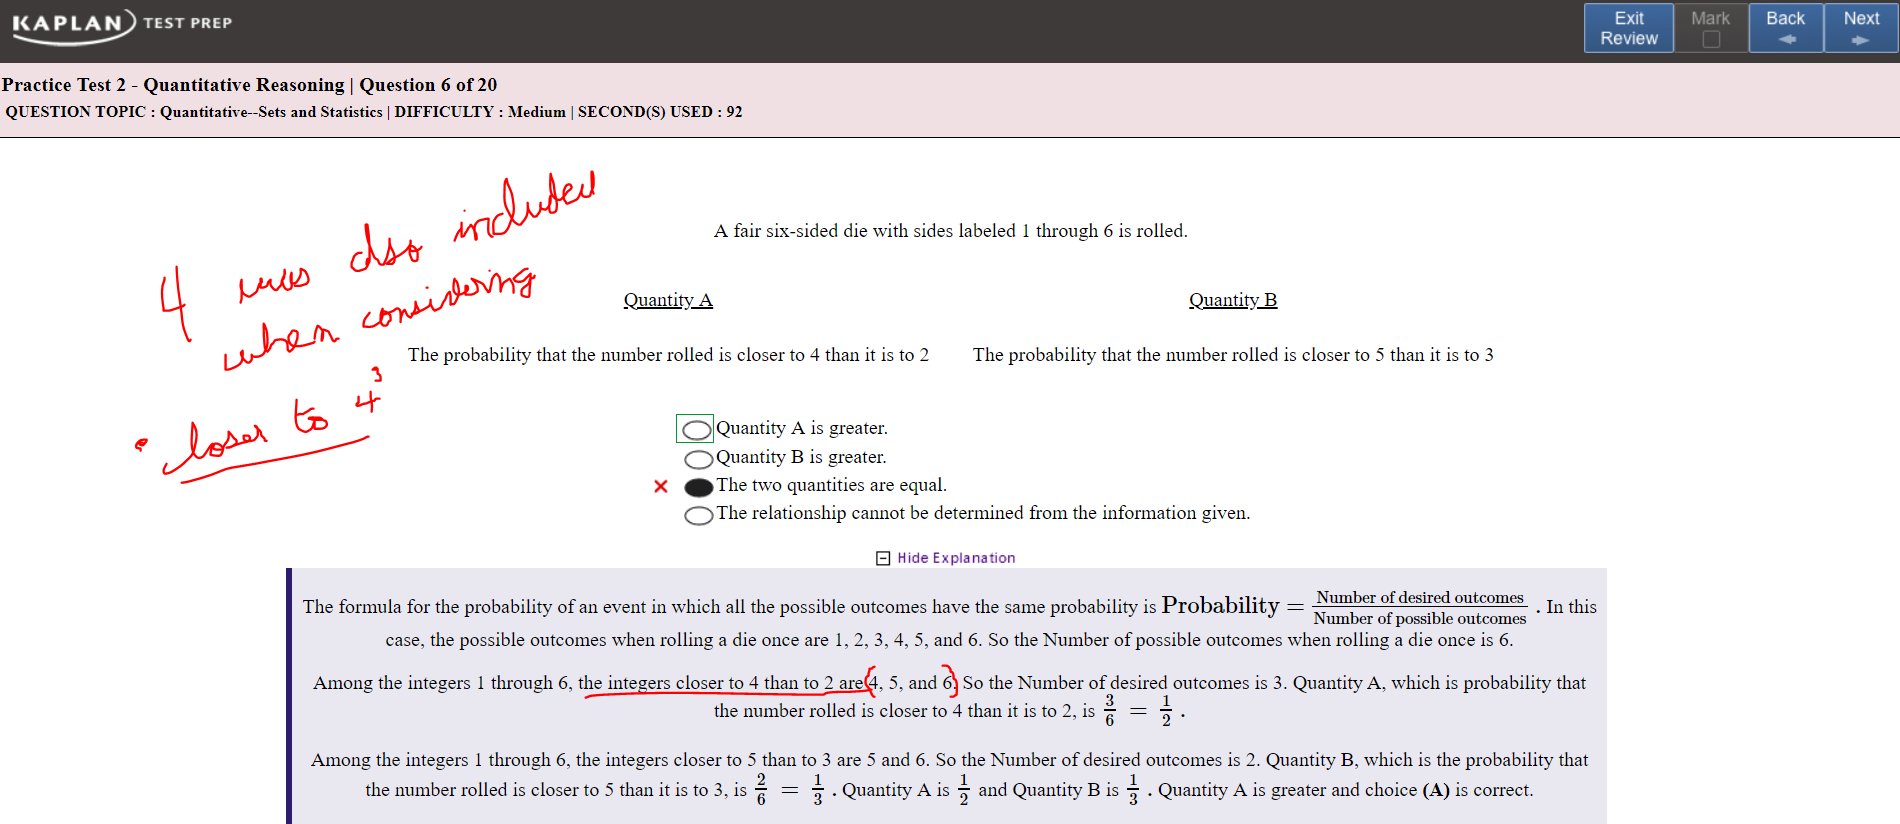 KAPLAN TEST PREP
Exit Review
Mark
Back
Next
Practice Test 2 - Quantitative Reasoning | Question 6 of 20
QUESTION TOPIC : Quantitative--Sets and Statistics | DIFFICULTY : Medium | SECOND(S) USED : 92
4 was also included
when considering
closer to 4
3
A fair six-sided die with sides labeled 1 through 6 is rolled.
Quantity A
Quantity B
The probability that the number rolled is closer to 4 than it is to 2
The probability that the number rolled is closer to 5 than it is to 3
Quantity A is greater.
Quantity B is greater.
The two quantities are equal.
The relationship cannot be determined from the information given.
Hide Explanation
The formula for the probability of an event in which all the possible outcomes have the same probability is Probability = Number of desired outcomes / Number of possible outcomes . In this
case, the possible outcomes when rolling a die once are 1, 2, 3, 4, 5, and 6. So the Number of possible outcomes when rolling a die once is 6.
Among the integers 1 through 6, the integers closer to 4 than to 2 are 4, 5, and 6. So the Number of desired outcomes is 3. Quantity A, which is probability that
the number rolled is closer to 4 than it is to 2, is 3/6 = 1/2 .
Among the integers 1 through 6, the integers closer to 5 than to 3 are 5 and 6. So the Number of desired outcomes is 2. Quantity B, which is the probability that
the number rolled is closer to 5 than it is to 3, is 2/6 = 1/3 . Quantity A is 1/2 and Quantity B is 1/3 . Quantity A is greater and choice (A) is correct.